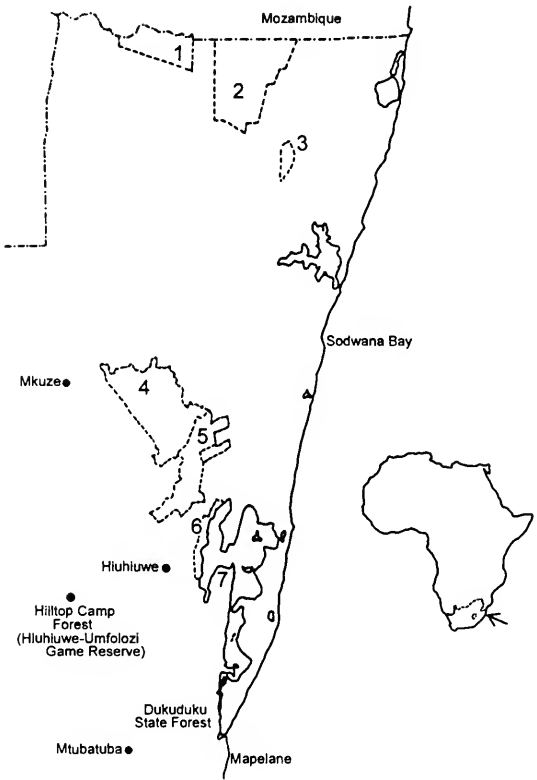 Mozambique
1
2
3
Sodwana Bay
Mkuze
4
5
6
Hluhluwe
7
Hilltop Camp
Forest
(Hluhluwe-Umfolozi
Game Reserve)
Dukuduku
State Forest
Mtubatuba
Mapelane